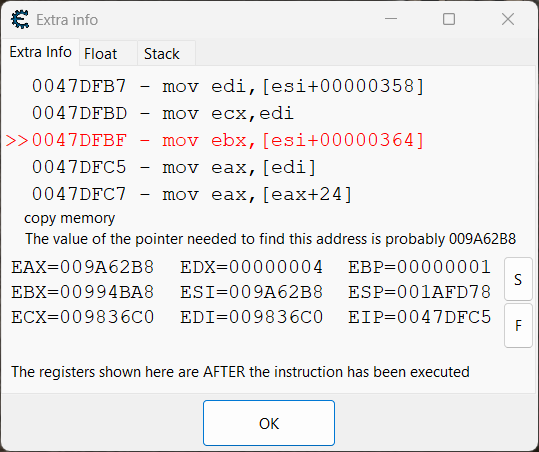 Extra info
Extra Info Float Stack
0047DFB7 - mov edi,[esi+00000358]
0047DFBD - mov ecx,edi
>>0047DFBF - mov ebx,[esi+00000364]
0047DFC5 - mov eax,[edi]
0047DFC7 - mov eax,[eax+24]
copy memory
The value of the pointer needed to find this address is probably 009A62B8
EAX=009A62B8 EDX=00000004 EBP=00000001
EBX=00994BA8 ESI=009A62B8 ESP=001AFD78
ECX=009836C0 EDI=009836C0 EIP=0047DFC5
S
F
The registers shown here are AFTER the instruction has been executed
OK